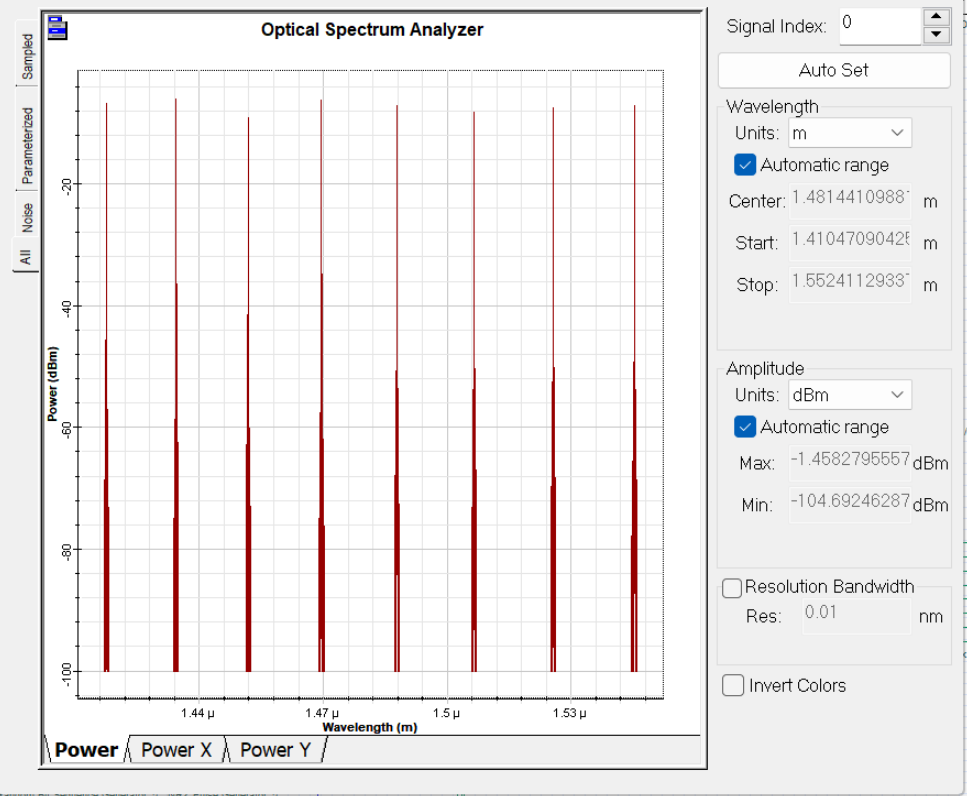 Optical Spectrum Analyzer
Sampled
Parameterized
Noise
All
Power (dBm)
-20
-40
-60
-80
-100
1.44 µ
1.47 µ
1.5 µ
1.53 µ
Wavelength (m)
Power
Power X
Power Y
Signal Index: 0
Auto Set
Wavelength
Units: m
Automatic range
Center: 1.4814410988 m
Start: 1.4104709042 m
Stop: 1.5524112933 m
Amplitude
Units: dBm
Automatic range
Max: -1.4582795557 dBm
Min: -104.69246287 dBm
Resolution Bandwidth
Res: 0.01 nm
Invert Colors